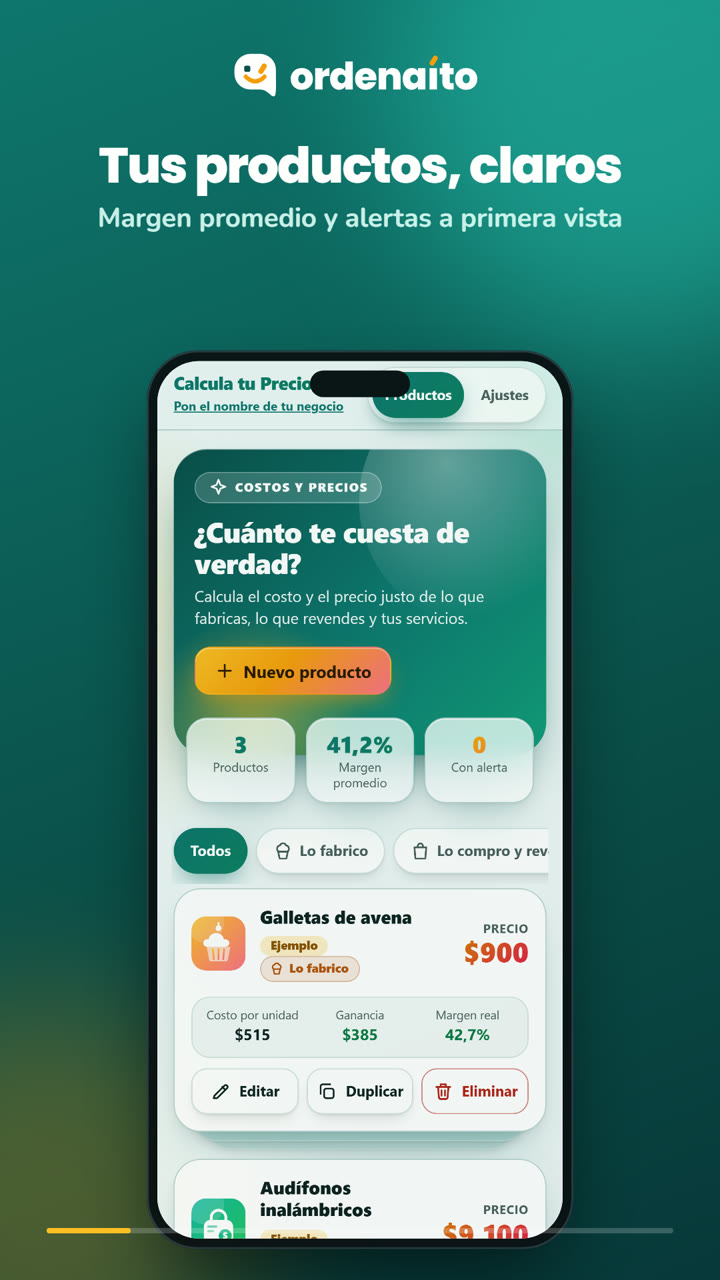 ordenaíto
Tus productos, claros
Margen promedio y alertas a primera vista
Calcula tu Precio
Pon el nombre de tu negocio
Productos
Ajustes
COSTOS Y PRECIOS
¿Cuánto te cuesta de
verdad?
Calcula el costo y el precio justo de lo que
fabricas, lo que revendes y tus servicios.
+ Nuevo producto
3
Productos
41,2%
Margen
promedio
0
Con alerta
Todos
Lo fabrico
Lo compro y rev
Galletas de avena
Ejemplo
Lo fabrico
PRECIO
$900
Costo por unidad
$515
Ganancia
$385
Margen real
42,7%
Editar
Duplicar
Eliminar
Audífonos
inalámbricos
Ejemplo
PRECIO
$9.100